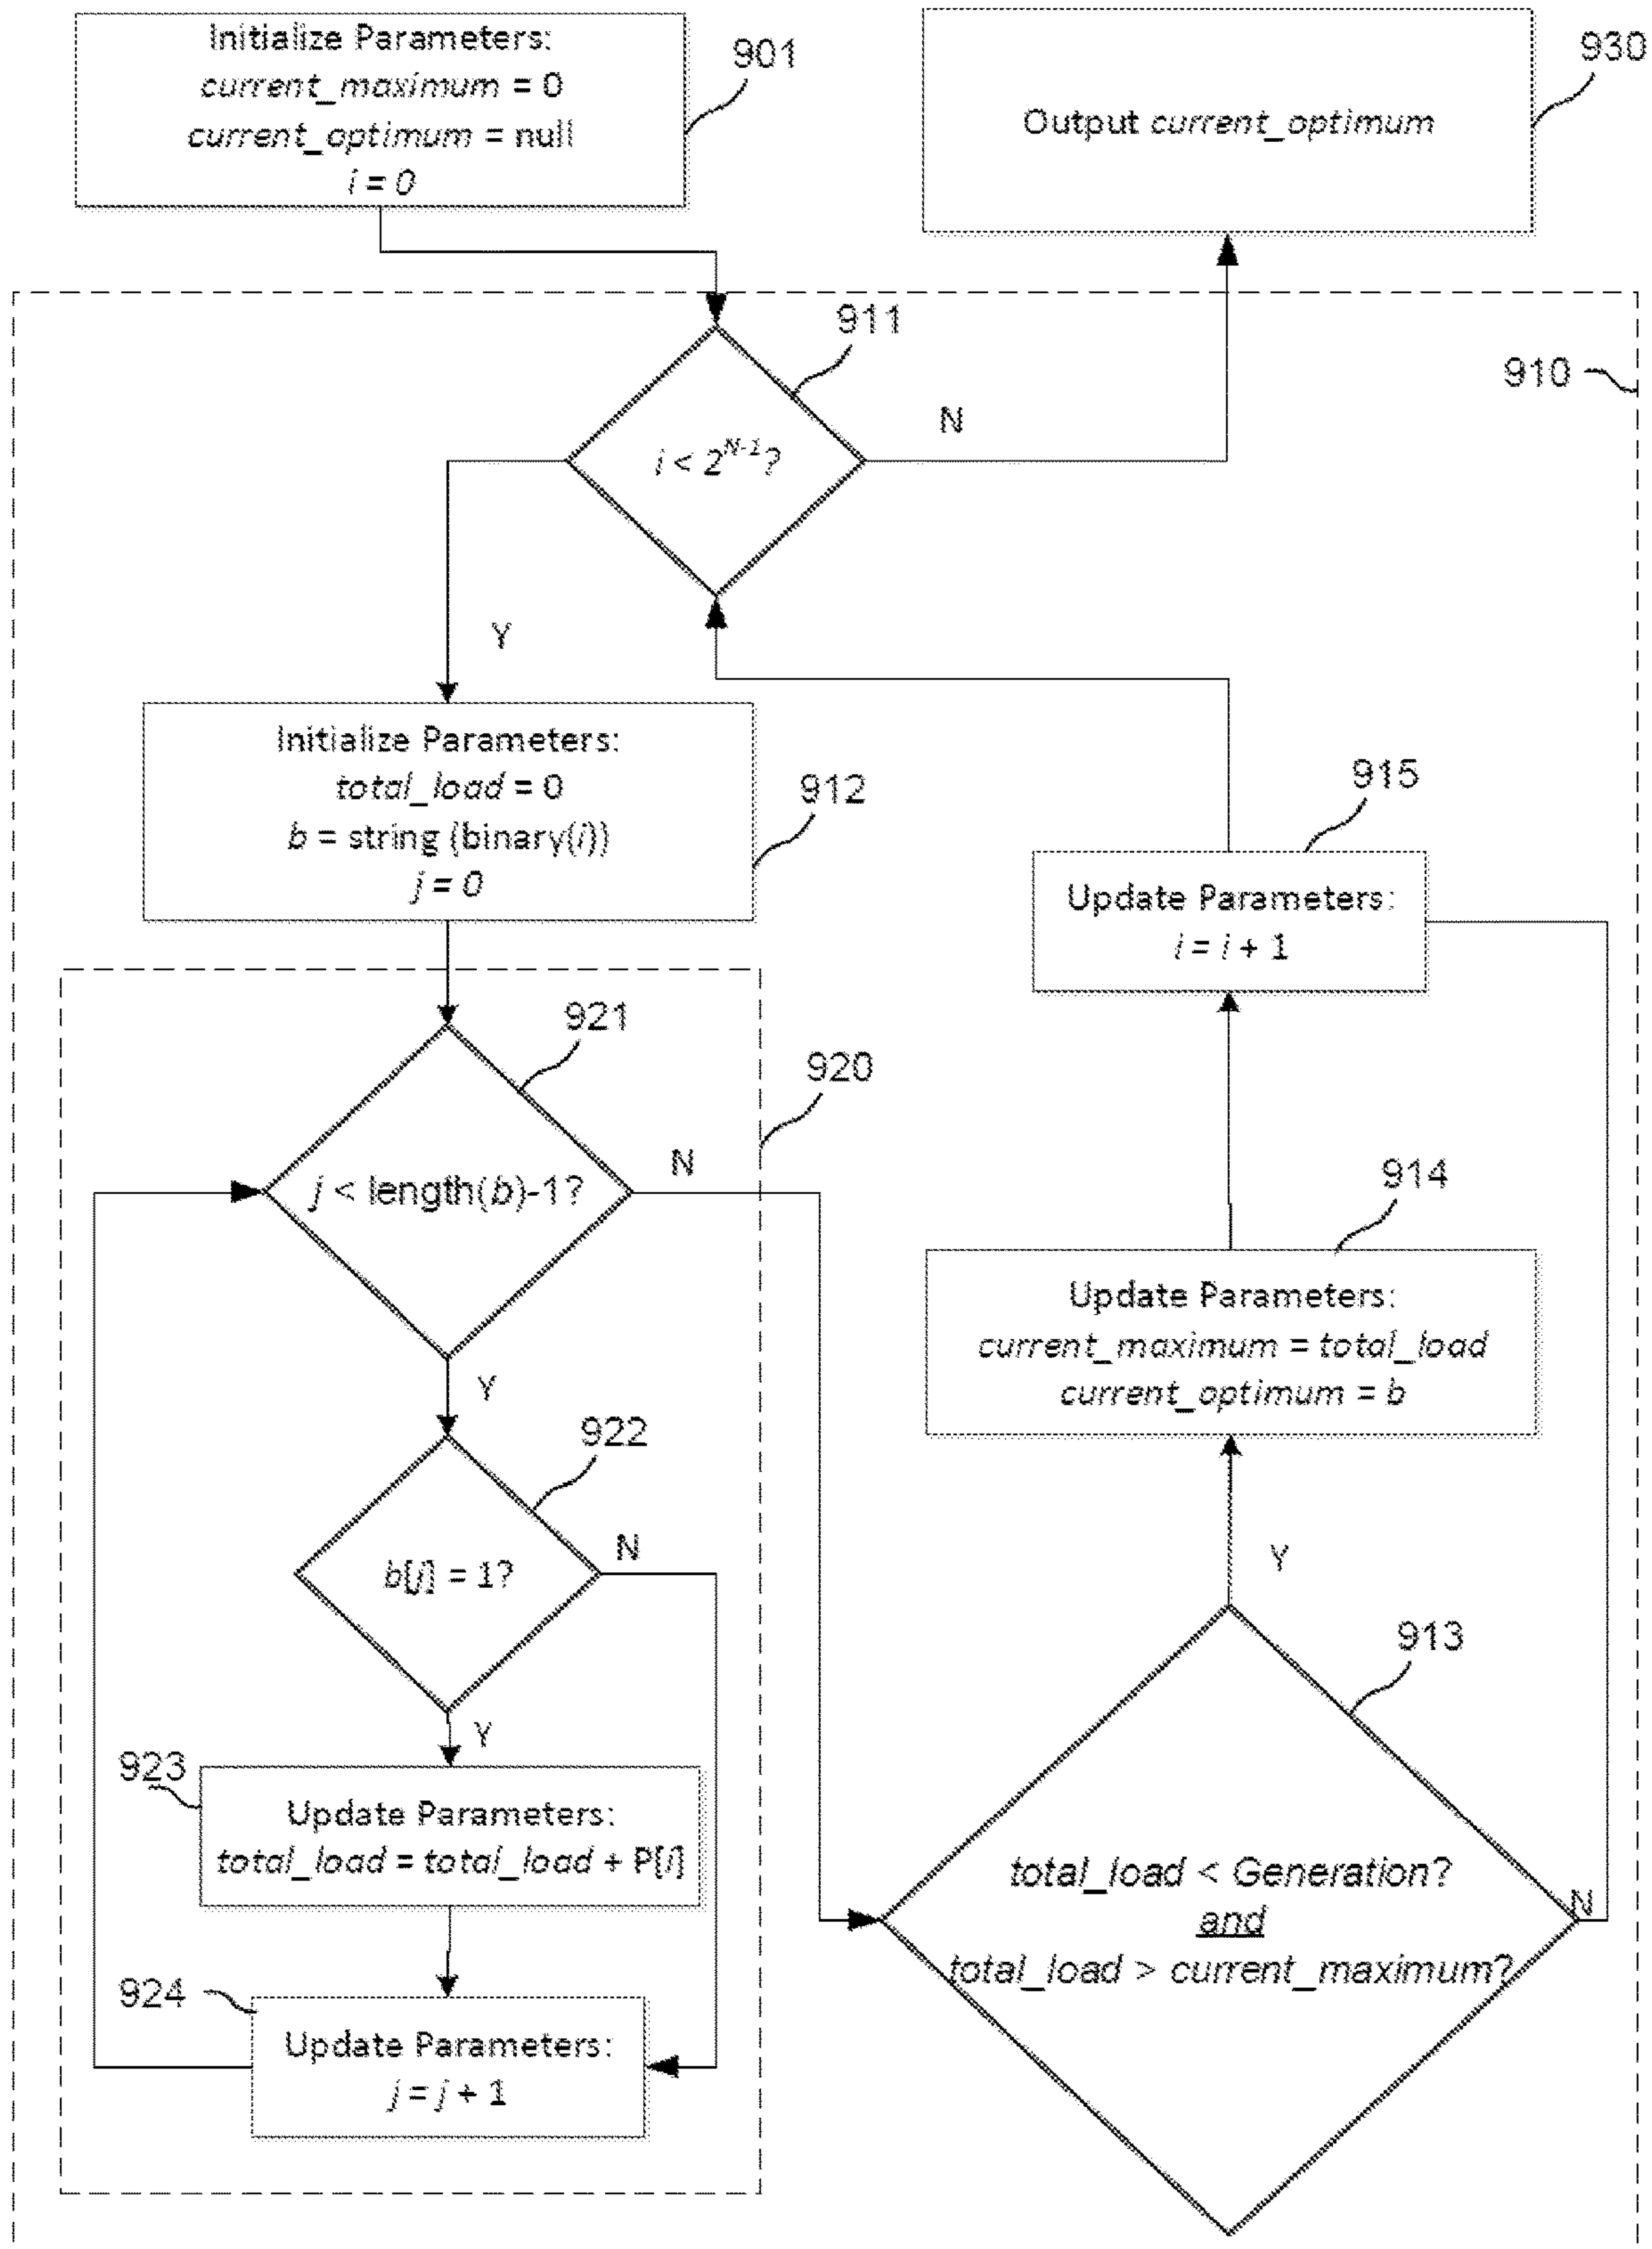 Initialize Parameters:
current_maximum = 0
current_optimum = null
i = 0
901
Output current_optimum
930
910
911
i < 2^N-1?
N
Y
Initialize Parameters:
total_load = 0
b = string (binary(i))
j = 0
912
915
Update Parameters:
i = i + 1
920
921
j < length(b)-1?
N
Y
914
Update Parameters:
current_maximum = total_load
current_optimum = b
922
b[j] = 1?
N
Y
Y
913
total_load < Generation?
and
total_load > current_maximum?
N
923
Update Parameters:
total_load = total_load + P[i]
924
Update Parameters:
j = j + 1